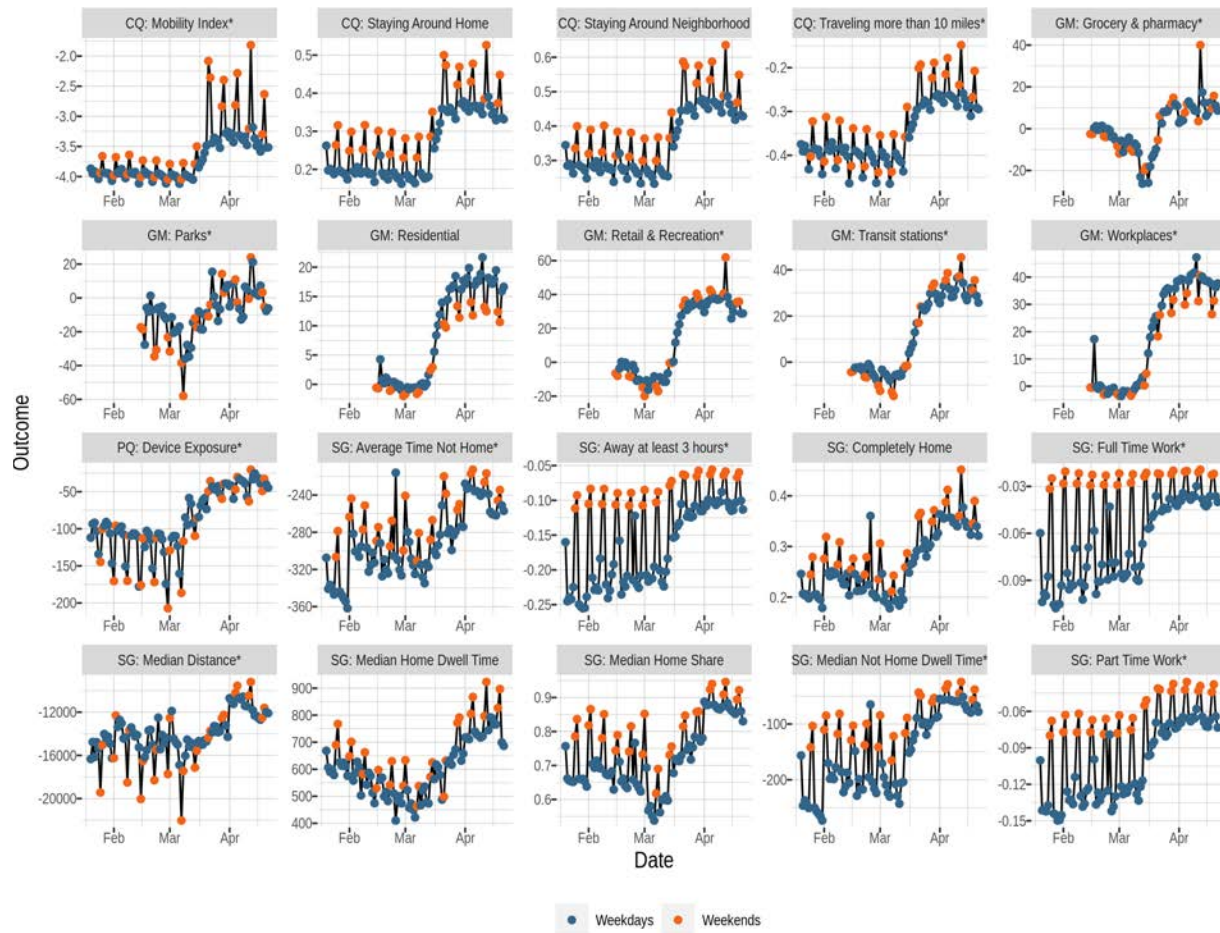 CQ: Mobility Index*
CQ: Staying Around Home
CQ: Staying Around Neighborhood
CQ: Traveling more than 10 miles*
GM: Grocery & pharmacy*
-2.0-
-2.5-
-3.0-
-3.5-
-4.0-
0.5-
0.4-
0.3-
0.2-
0.6-
0.5-
0.4-
0.3-
-0.2-
-0.3-
-0.4-
40-
20-
0-
-20-
Feb Mar Apr
Feb Mar Apr
Feb Mar Apr
Feb Mar Apr
Feb Mar Apr
GM: Parks*
GM: Residential
GM: Retail & Recreation*
GM: Transit stations*
GM: Workplaces*
20-
0-
-20-
-40-
-60-
20-
15-
10-
5-
0-
60-
40-
20-
0-
-20-
40-
20-
0-
40-
30-
20-
10-
0-
Feb Mar Apr
Feb Mar Apr
Feb Mar Apr
Feb Mar Apr
Feb Mar Apr
Outcome
PQ: Device Exposure*
SG: Average Time Not Home*
SG: Away at least 3 hours*
SG: Completely Home
SG: Full Time Work*
-50-
-100-
-150-
-200-
-240-
-280-
-320-
-360-
-0.05-
-0.10-
-0.15-
-0.20-
-0.25-
0.4-
0.3-
0.2-
-0.03-
-0.06-
-0.09-
Feb Mar Apr
Feb Mar Apr
Feb Mar Apr
Feb Mar Apr
Feb Mar Apr
SG: Median Distance*
SG: Median Home Dwell Time
SG: Median Home Share
SG: Median Not Home Dwell Time*
SG: Part Time Work*
-12000-
-16000-
-20000-
900-
800-
700-
600-
500-
400-
0.9-
0.8-
0.7-
0.6-
-100-
-200-
-0.06-
-0.09-
-0.12-
-0.15-
Feb Mar Apr
Feb Mar Apr
Feb Mar Apr
Feb Mar Apr
Feb Mar Apr
Date
Weekdays
Weekends